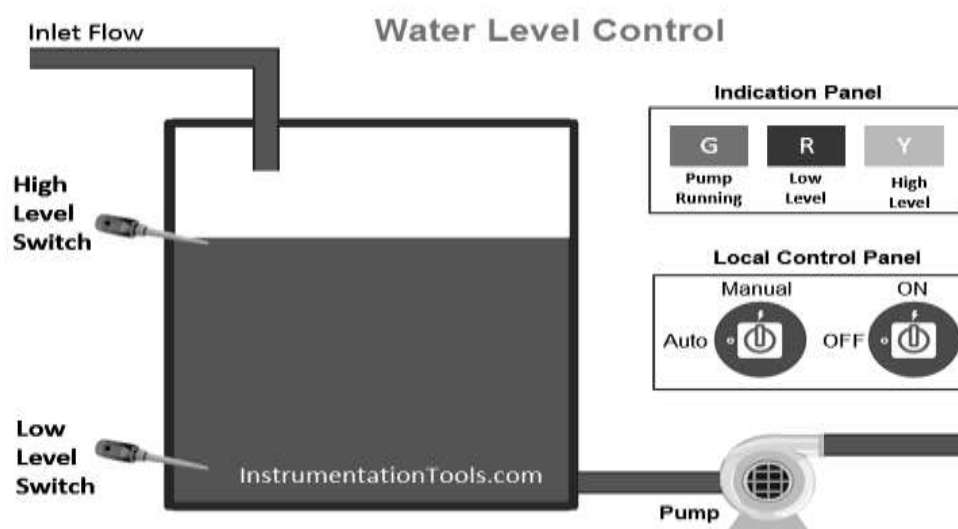 Water Level Control
Inlet Flow
High
Level
Switch
Low
Level
Switch
InstrumentationTools.com
Indication Panel
G
R
Y
Pump
Running
Low
Level
High
Level
Local Control Panel
Manual
Auto
ON
OFF
Pump